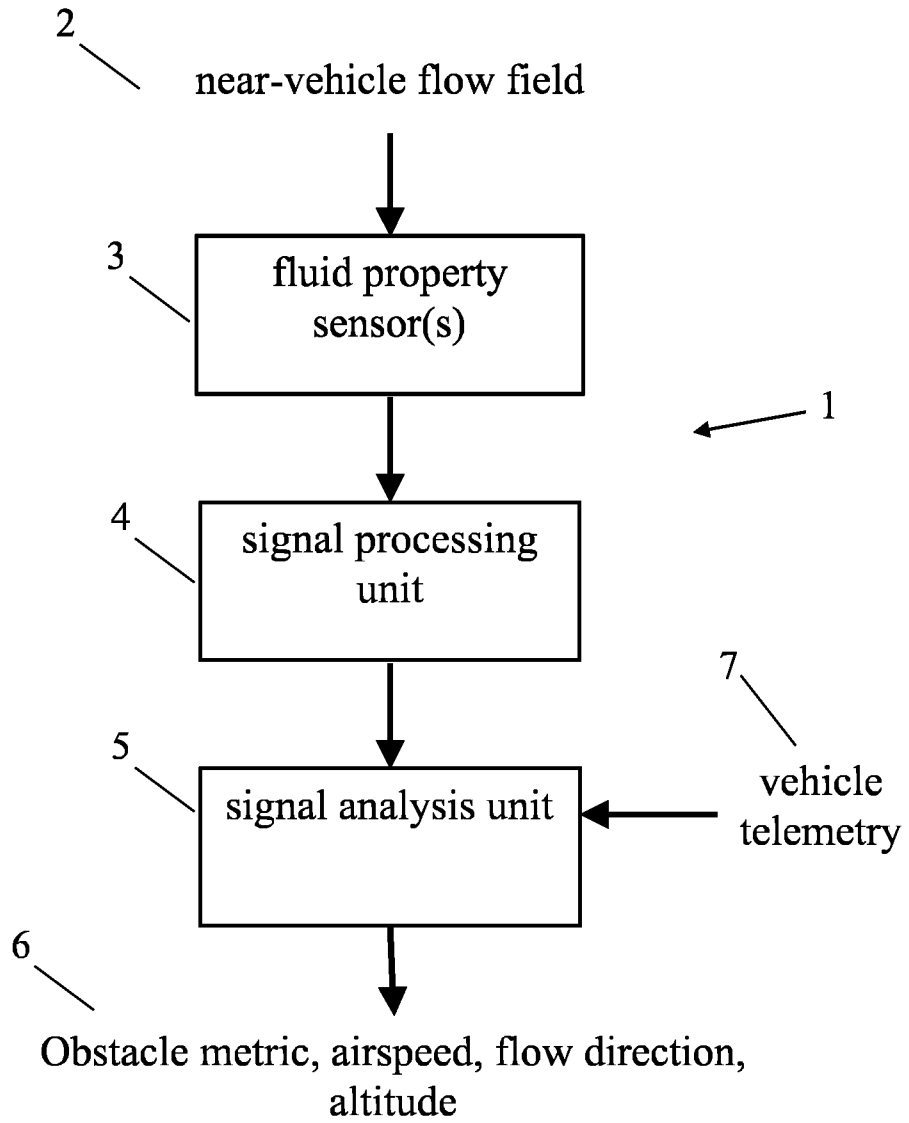 2
near-vehicle flow field
3
fluid property
sensor(s)
1
4
signal processing
unit
7
5
vehicle
telemetry
signal analysis unit
6
Obstacle metric, airspeed, flow direction,
altitude